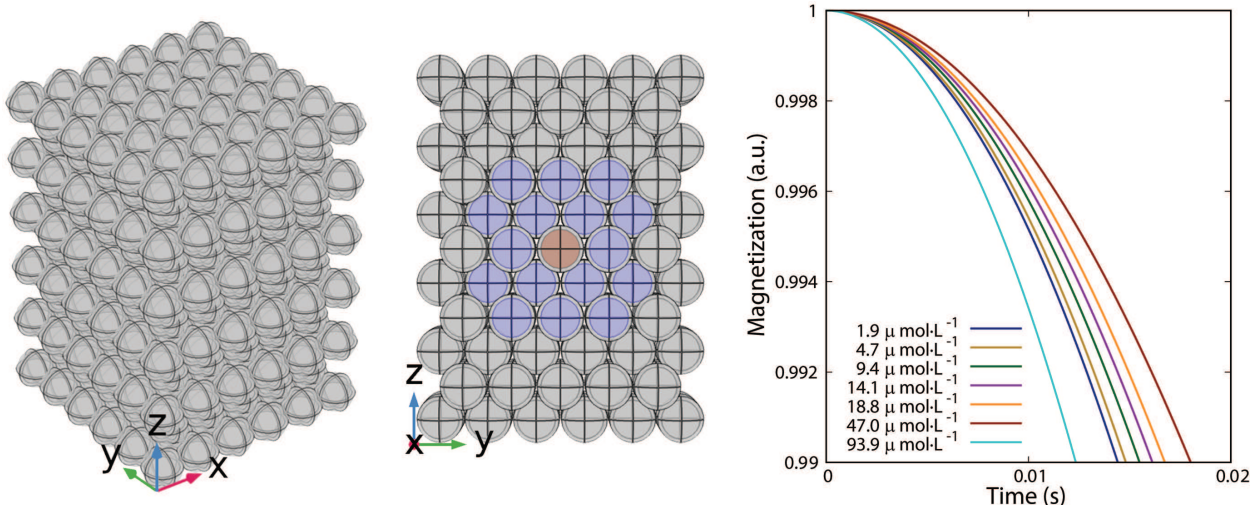 z
y
x
z
x
y
1
0.998
0.996
0.994
0.992
0.99
Magnetization (a.u.)
1.9 μ mol·L⁻¹
4.7 μ mol·L⁻¹
9.4 μ mol·L⁻¹
14.1 μ mol·L⁻¹
18.8 μ mol·L⁻¹
47.0 μ mol·L⁻¹
93.9 μ mol·L⁻¹
0
0.01
0.02
Time (s)